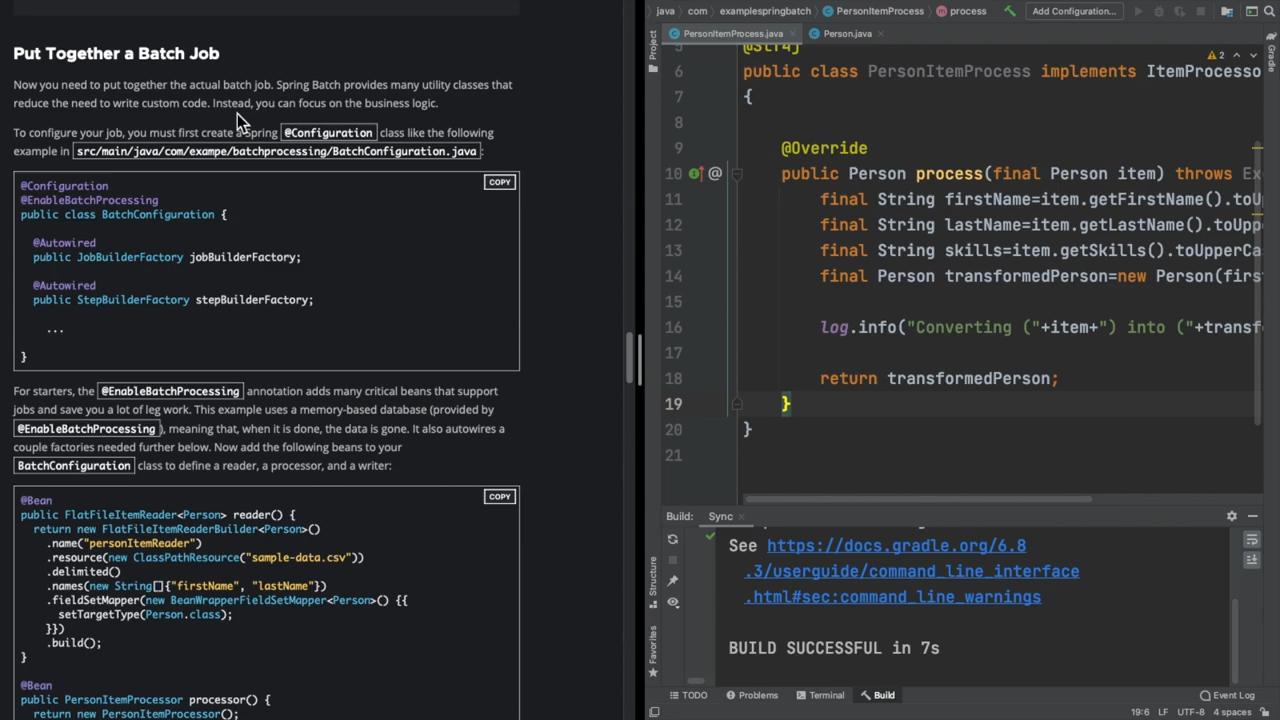 Put Together a Batch Job
Now you need to put together the actual batch job. Spring Batch provides many utility classes that
reduce the need to write custom code. Instead, you can focus on the business logic.
To configure your job, you must first create a Spring @Configuration class like the following
example in src/main/java/com/exampe/batchprocessing/BatchConfiguration.java:
COPY
@Configuration
@EnableBatchProcessing
public class BatchConfiguration {
@Autowired
public JobBuilderFactory jobBuilderFactory;
@Autowired
public StepBuilderFactory stepBuilderFactory;
...
}
For starters, the @EnableBatchProcessing annotation adds many critical beans that support
jobs and save you a lot of leg work. This example uses a memory-based database (provided by
@EnableBatchProcessing), meaning that, when it is done, the data is gone. It also autowires a
couple factories needed further below. Now add the following beans to your
BatchConfiguration class to define a reader, a processor, and a writer:
COPY
@Bean
public FlatFileItemReader<Person> reader() {
return new FlatFileItemReaderBuilder<Person>()
.name("personItemReader")
.resource(new ClassPathResource("sample-data.csv"))
.delimited()
.names(new String[]{"firstName", "lastName"})
.fieldSetMapper(new BeanWrapperFieldSetMapper<Person>() {{
setTargetType(Person.class);
}})
.build();
}
@Bean
public PersonItemProcessor processor() {
return new PersonItemProcessor();
java com examplespringbatch PersonItemProcess process Add Configuration...
PersonItemProcess.java Person.java
Project
Gradle
2
5 @Slf4j
6 public class PersonItemProcess implements ItemProcesso
7 {
8
9 @Override
10 @ public Person process(final Person item) throws Ex
11 final String firstName=item.getFirstName().toU
12 final String lastName=item.getLastName().toUpp
13 final String skills=item.getSkills().toUpperCa
14 final Person transformedPerson=new Person(firs
15
16 log.info("Converting ("+item+") into ("+transf
17
18 return transformedPerson;
19 }
20 }
21
Build: Sync
See https://docs.gradle.org/6.8
.3/userguide/command_line_interface
.html#sec:command_line_warnings
BUILD SUCCESSFUL in 7s
Structure
Favorites
TODO Problems Terminal Build Event Log
19:6 LF UTF-8 4 spaces